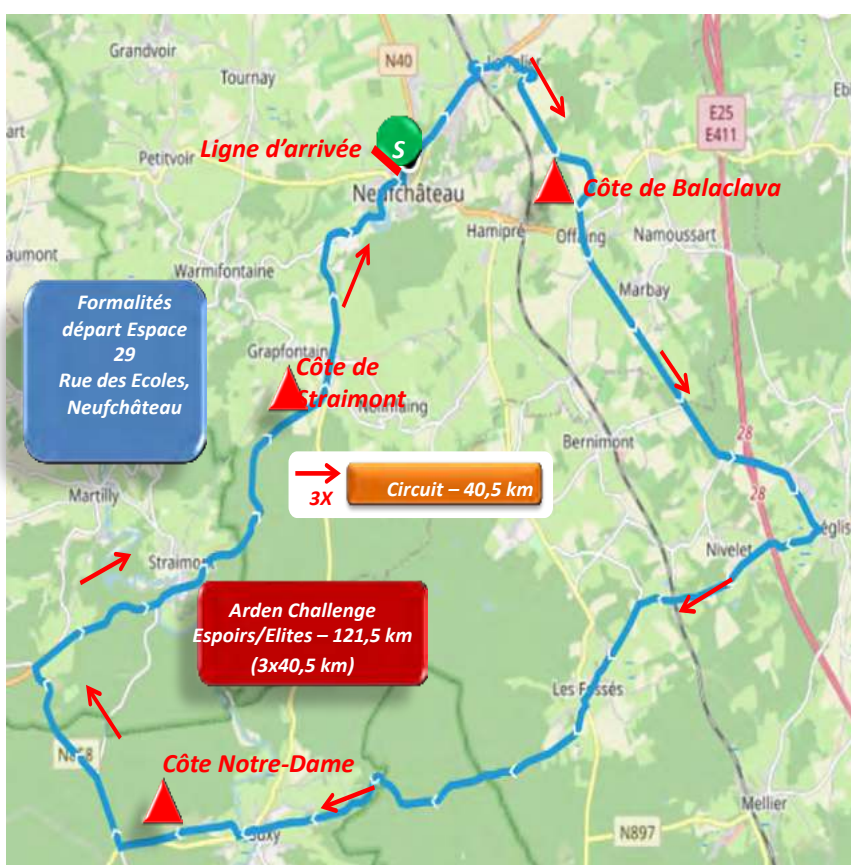 Grandvoir
N40
Tournay
E25
E411
Ligne d'arrivée
S
Petitvoir
Neufchâteau
Côte de Balaclava
Hamipré
Offaing
Namoussart
aumont
Warmifontaine
Marbay
Formalités
départ Espace
29
Rue des Ecoles,
Neufchâteau
Grapfontain
Côte de
Straimont
28
Bernimont
3X
Circuit – 40,5 km
Martilly
28
Nivelet
Straimont
Arden Challenge
Espoirs/Elites – 121,5 km
(3x40,5 km)
Les Fossés
Côte Notre-Dame
Mellier
N897